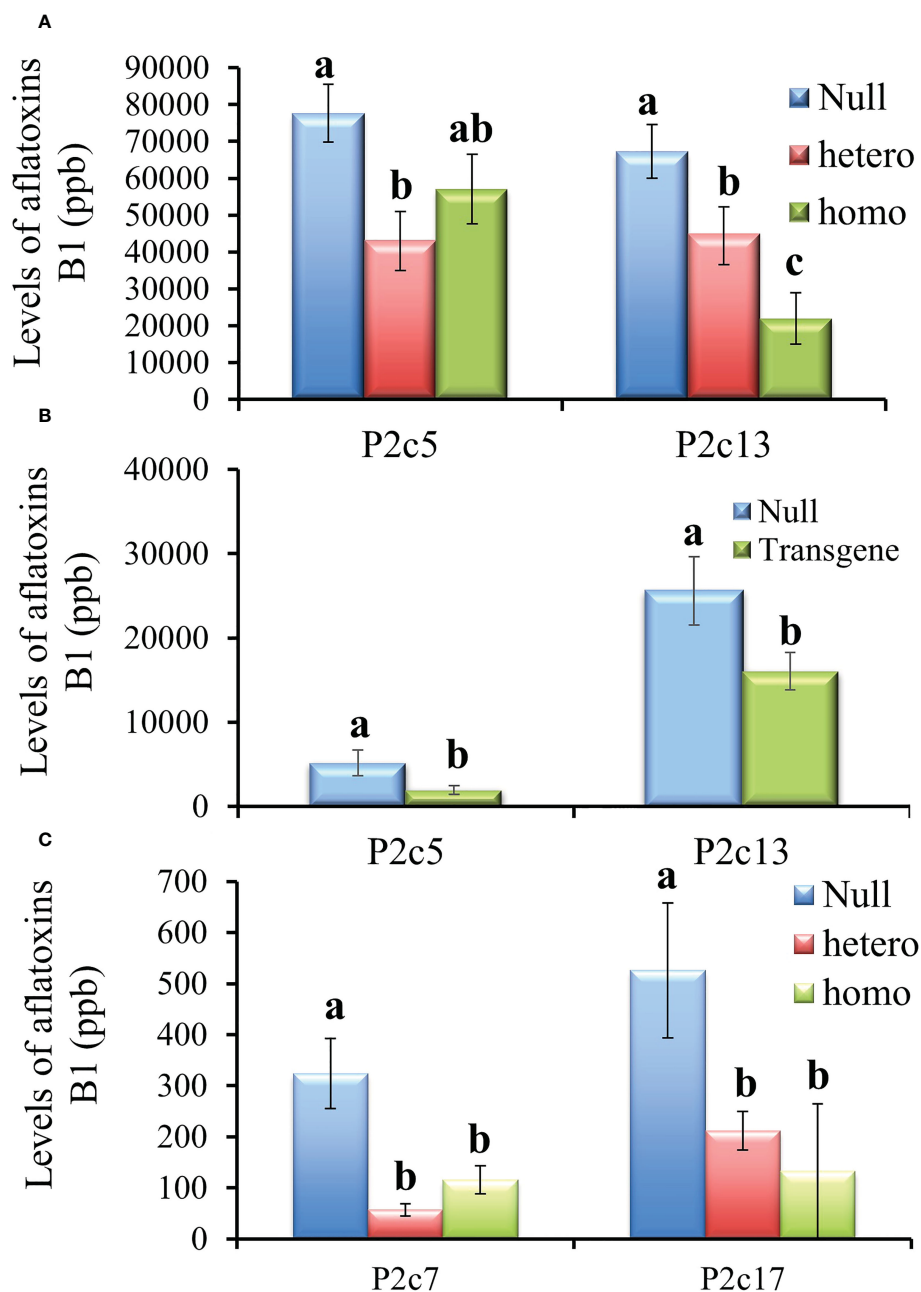 A
Levels of aflatoxins
B1 (ppb)
90000
80000
70000
60000
50000
40000
30000
20000
10000
0
a
b
ab
a
b
c
Null
hetero
homo
P2c5
P2c13
B
Levels of aflatoxins
B1 (ppb)
40000
30000
20000
10000
0
a
b
a
b
Null
Transgene
P2c5
P2c13
C
Levels of aflatoxins
B1 (ppb)
700
600
500
400
300
200
100
0
a
b
b
a
b
b
Null
hetero
homo
P2c7
P2c17